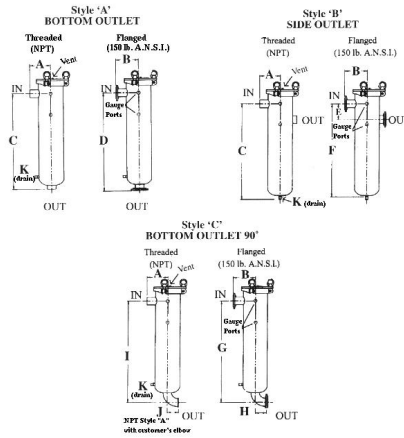 Style 'A'
BOTTOM OUTLET
Threaded
(NPT)
Flanged
(150 lb. A.N.S.I.)
A
Vent
B
IN
IN
Gauge
Ports
C
D
K
(drain)
OUT
OUT
Style 'B'
SIDE OUTLET
Threaded
(NPT)
Flanged
(150 lb. A.N.S.I.)
A
B
IN
IN
E
OUT
Gauge
Ports
OU
C
F
K (drain)
Style 'C'
BOTTOM OUTLET 90°
Threaded
(NPT)
Flanged
(150 lb. A.N.S.I.)
A
Vent
B
IN
IN
Gauge
Ports
I
G
K
(drain)
J
OUT
H
OUT
NPT Style "A"
with customer's elbow